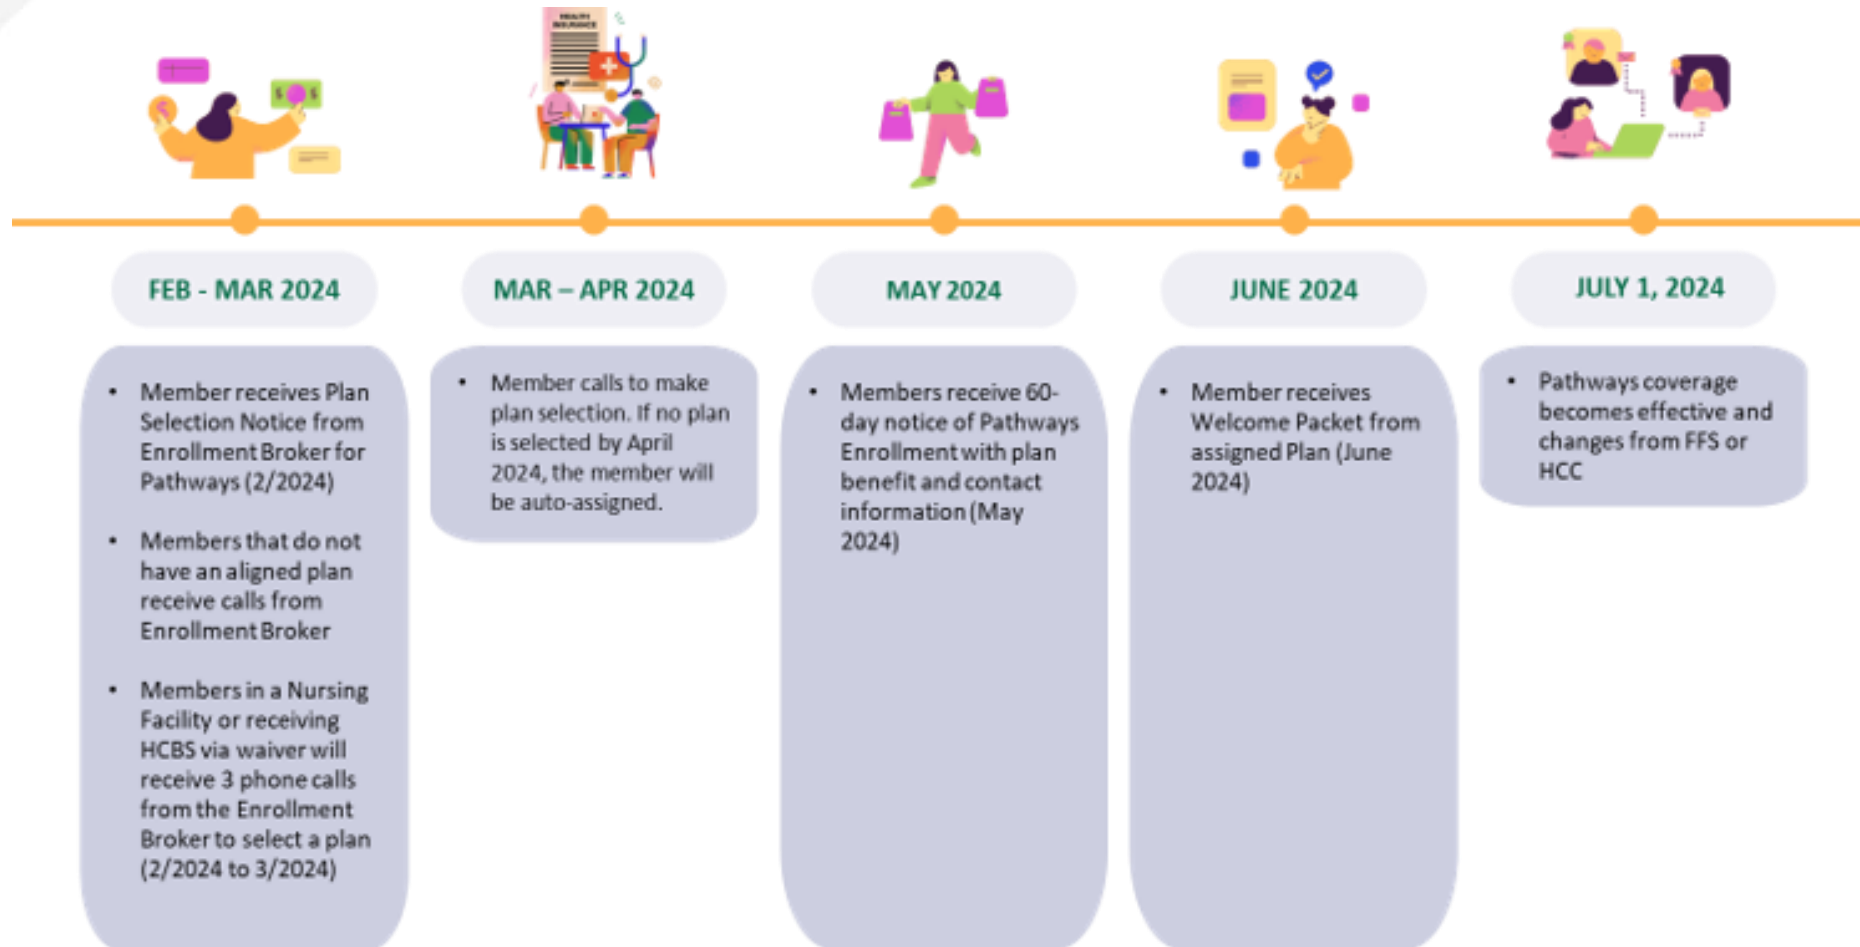 HEALTH
INSURANCE
$ $
$
FEB - MAR 2024
• Member receives Plan
Selection Notice from
Enrollment Broker for
Pathways (2/2024)
• Members that do not
have an aligned plan
receive calls from
Enrollment Broker
• Members in a Nursing
Facility or receiving
HCBS via waiver will
receive 3 phone calls
from the Enrollment
Broker to select a plan
(2/2024 to 3/2024)
MAR – APR 2024
• Member calls to make
plan selection. If no plan
is selected by April
2024, the member will
be auto-assigned.
MAY 2024
• Members receive 60-
day notice of Pathways
Enrollment with plan
benefit and contact
information (May
2024)
JUNE 2024
• Member receives
Welcome Packet from
assigned Plan (June
2024)
JULY 1, 2024
• Pathways coverage
becomes effective and
changes from FFS or
HCC